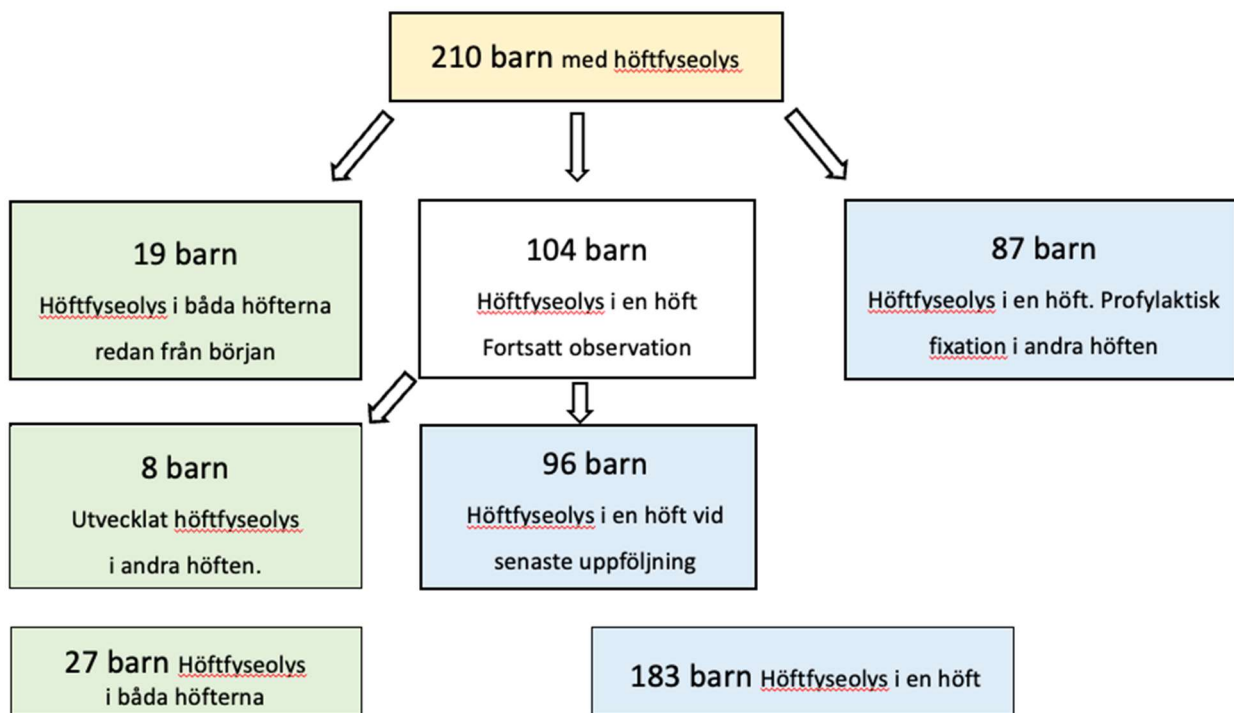 210 barn med höftfyseolys
19 barn
Höftfyseolys i båda höfterna
redan från början
104 barn
Höftfyseolys i en höft
Fortsatt observation
87 barn
Höftfyseolys i en höft. Profylaktisk
fixation i andra höften
8 barn
Utvecklat höftfyseolys
i andra höften.
96 barn
Höftfyseolys i en höft vid
senaste uppföljning
27 barn Höftfyseolys
i båda höfterna
183 barn Höftfyseolys i en höft